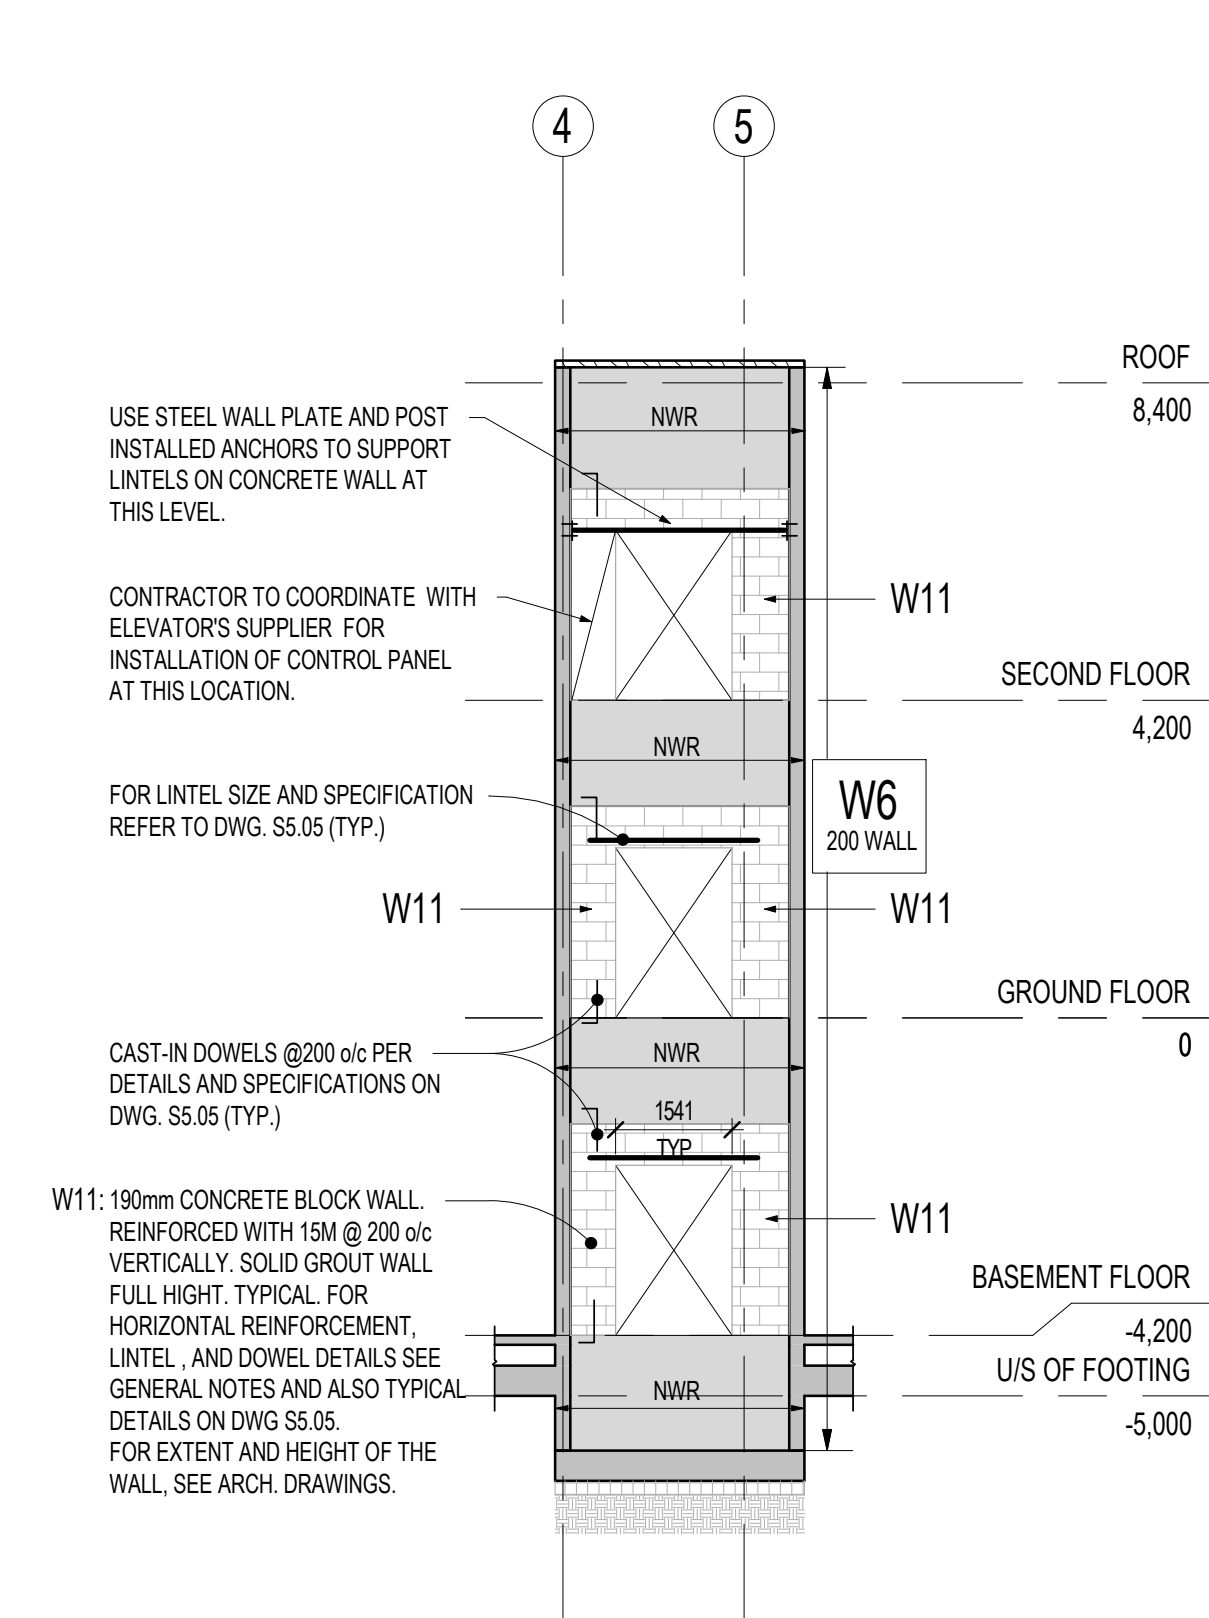 4
5
ROOF
8,400
USE STEEL WALL PLATE AND POST
INSTALLED ANCHORS TO SUPPORT
LINTELS ON CONCRETE WALL AT
THIS LEVEL.
NWR
CONTRACTOR TO COORDINATE WITH
ELEVATOR'S SUPPLIER FOR
INSTALLATION OF CONTROL PANEL
AT THIS LOCATION.
W11
SECOND FLOOR
4,200
NWR
FOR LINTEL SIZE AND SPECIFICATION
REFER TO DWG. S5.05 (TYP.)
W6
200 WALL
W11
W11
GROUND FLOOR
0
CAST-IN DOWELS @200 o/c PER
DETAILS AND SPECIFICATIONS ON
DWG. S5.05 (TYP.)
NWR
1541
TYP
W11: 190mm CONCRETE BLOCK WALL.
REINFORCED WITH 15M @ 200 o/c
VERTICALLY. SOLID GROUT WALL
FULL HIGHT. TYPICAL. FOR
HORIZONTAL REINFORCEMENT,
LINTEL , AND DOWEL DETAILS SEE
GENERAL NOTES AND ALSO TYPICAL
DETAILS ON DWG S5.05.
FOR EXTENT AND HEIGHT OF THE
WALL, SEE ARCH. DRAWINGS.
W11
BASEMENT FLOOR
-4,200
U/S OF FOOTING
-5,000
NWR